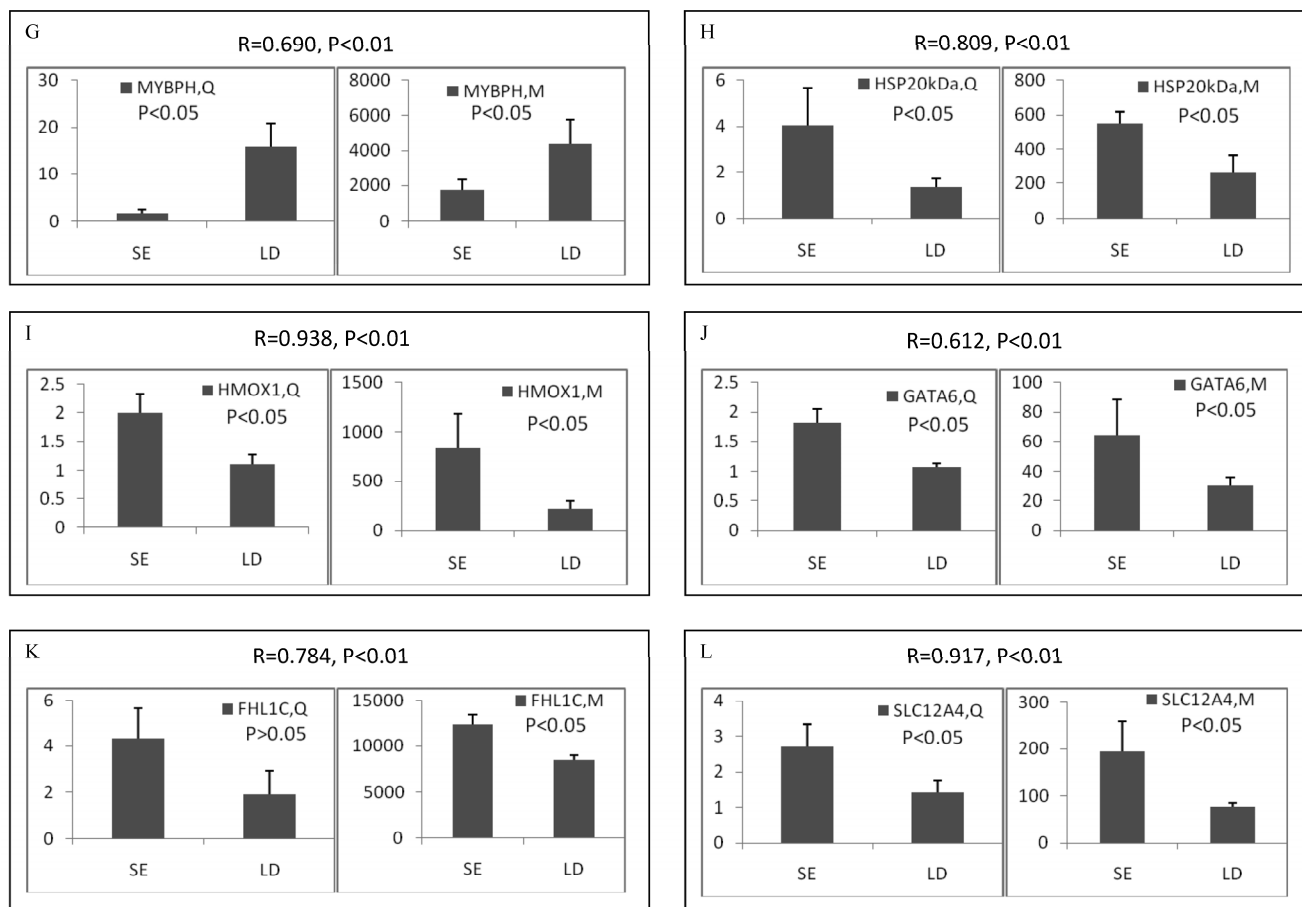 G
R=0.690, P<0.01
30
20
10
0
MYBPH,Q
P<0.05
SE LD
8000
6000
4000
2000
0
MYBPH,M
P<0.05
SE LD
H
R=0.809, P<0.01
6
4
2
0
HSP20kDa,Q
P<0.05
SE LD
800
600
400
200
0
HSP20kDa,M
P<0.05
SE LD
I
R=0.938, P<0.01
2.5
2
1.5
1
0.5
0
HMOX1,Q
P<0.05
SE LD
1500
1000
500
0
HMOX1,M
P<0.05
SE LD
J
R=0.612, P<0.01
2.5
2
1.5
1
0.5
0
GATA6,Q
P<0.05
SE LD
100
80
60
40
20
0
GATA6,M
P<0.05
SE LD
K
R=0.784, P<0.01
6
4
2
0
FHL1C,Q
P>0.05
SE LD
15000
10000
5000
0
FHL1C,M
P<0.05
SE LD
L
R=0.917, P<0.01
4
3
2
1
0
SLC12A4,Q
P<0.05
SE LD
300
200
100
0
SLC12A4,M
P<0.05
SE LD